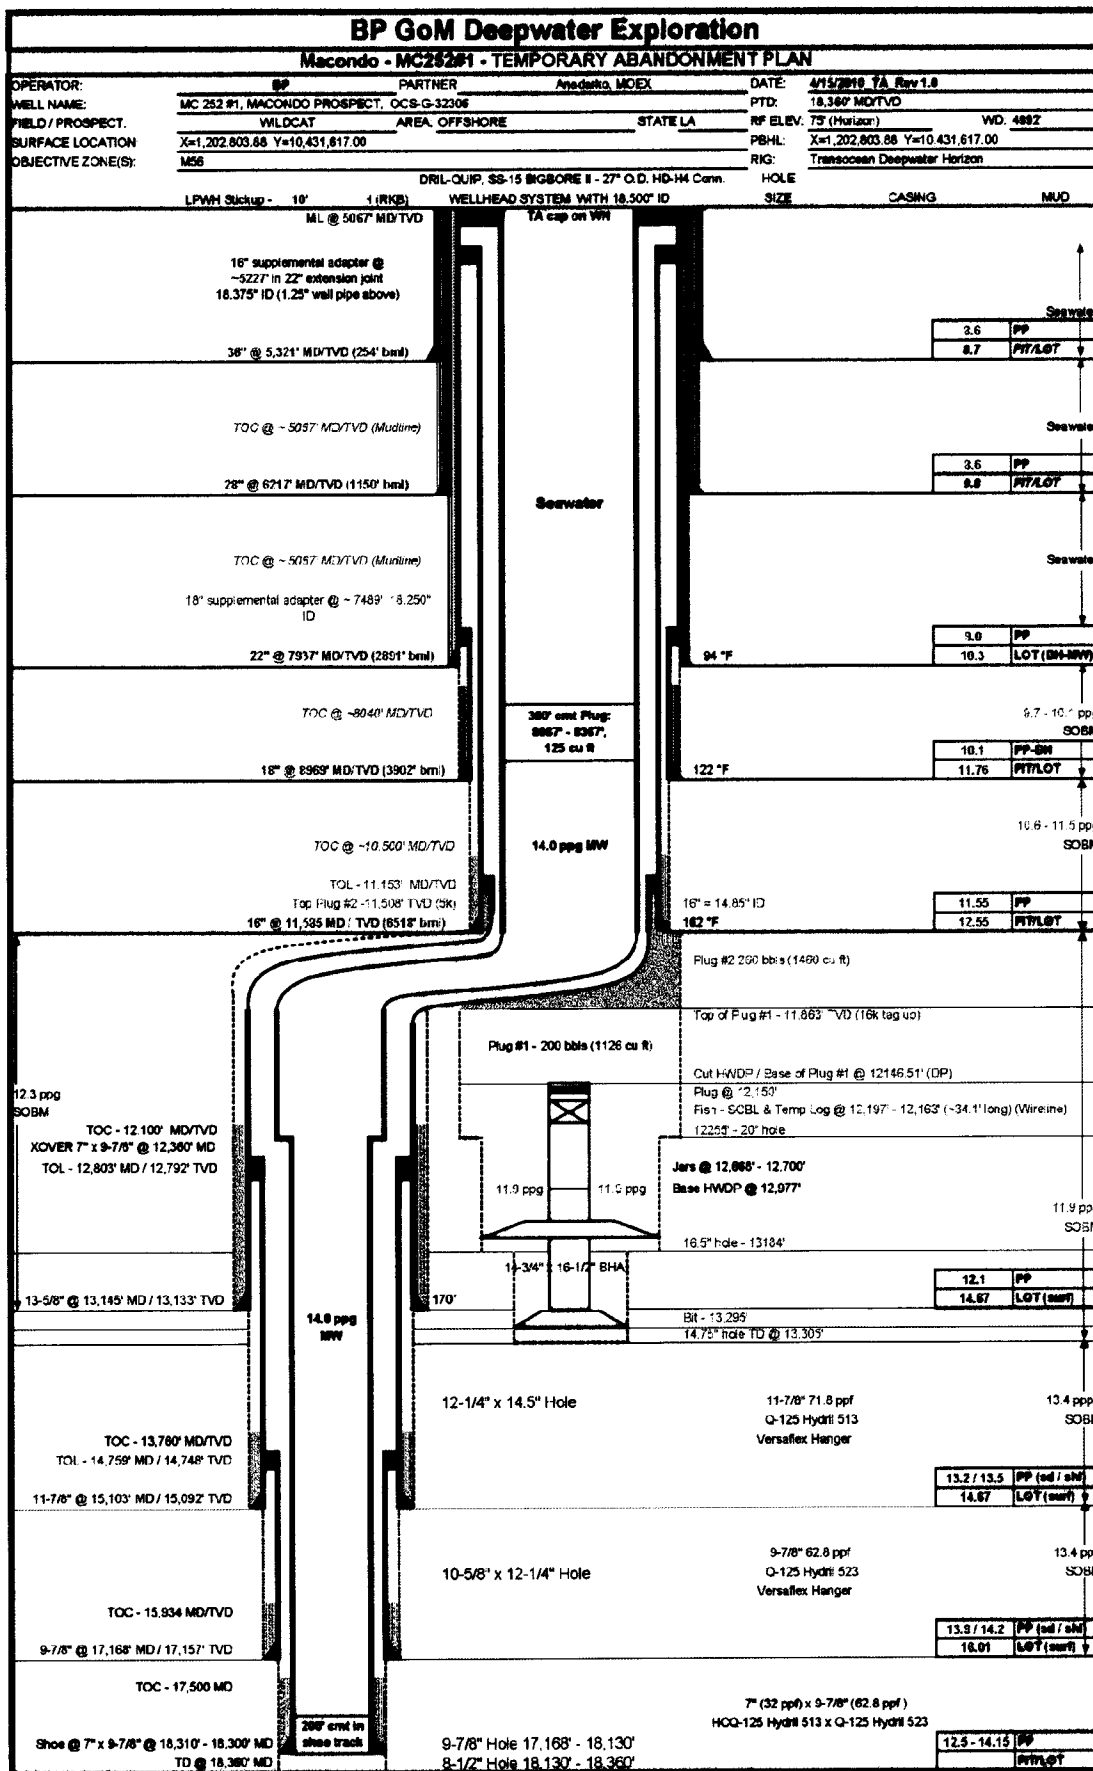 BP GoM Deepwater Exploration
Macondo - MC252#1 - TEMPORARY ABANDONMENT PLAN
OPERATOR: BP PARTNER Anadarko, MOEX DATE: 4/15/2010 TA Rev 1.0
WELL NAME: MC 252 #1, MACONDO PROSPECT, OCS-G-32306 PTD: 18,360' MD/TVD
FIELD / PROSPECT. WILDCAT AREA. OFFSHORE STATE LA RF ELEV: 75' (Horizon) WD: 4992'
SURFACE LOCATION X=1,202,803.88 Y=10,431,617.00 PBHL: X=1,202,803.88 Y=10,431,617.00
OBJECTIVE ZONE(S): M56 RIG: Transocean Deepwater Horizon
DRIL-QUIP, SS-15 BIGBORE II - 27" O.D. HD-H4 Conn. HOLE
LPWH Stickup - 10' 1 (RKB) WELLHEAD SYSTEM WITH 18.500" ID SIZE CASING MUD
ML @ 5067' MD/TVD TA cap on WH
16" supplemental adapter @
~5227' in 22" extension joint
18.375" ID (1.25" wall pipe above)
Seawate
8.6 PP
36" @ 5,321' MD/TVD (254' bml) 8.7 FIT/LOT
TOC @ ~ 5067' MD/TVD (Mudline) Seawate
8.6 PP
28" @ 6217' MD/TVD (1150' bml) 9.8 FIT/LOT
Seawater
TOC @ ~ 5067' MD/TVD (Mudline) Seawate
18" supplemental adapter @ ~ 7489' 18.250"
ID
9.0 PP
22" @ 7937' MD/TVD (2891' bml) 94 °F 10.3 LOT (BH-MW)
TOC @ ~8040' MD/TVD 300' cmt Plug:
8067' - 8367',
125 cu ft
9.7 - 10.1 pp
SOBM
10.1 PP-BH
18" @ 8969' MD/TVD (3902' bml) 122 °F 11.76 FIT/LOT
TOC @ ~10,500' MD/TVD 14.0 ppg MW 10.6 - 11.5 ppg
SOBM
TOL - 11,153' MD/TVD
Top Plug #2 -11,508' TVD (5k) 16" = 14.85" ID 11.55 PP
16" @ 11,585 MD / TVD (6518' bml) 162 °F 12.55 FIT/LOT
Plug #2 260 bbls (1460 cu ft)
Top of Plug #1 - 11,863' TVD (16k tag up)
Plug #1 - 200 bbls (1126 cu ft)
Cut HWDP / Base of Plug #1 @ 12146.51' (DP)
12.3 ppg
SOBM
Plug @ 12,150'
Fish - SCBL & Temp Log @ 12,197' - 12,163' (~34.1' long) (Wireline)
TOC - 12,100' MD/TVD 12255' - 20" hole
XOVER 7" x 9-7/8" @ 12,360' MD
TOL - 12,803' MD / 12,792' TVD
Jars @ 12,668' - 12,700'
11.9 ppg 11.5 ppg Base HWDP @ 12,977'
11.9 pp
SOBM
16.5" hole - 13184'
14-3/4" x 16-1/2" BHA
12.1 PP
13-5/8" @ 13,145' MD / 13,133' TVD 170' 14.67 LOT (surf)
14.0 ppg
MW
Bit - 13,295'
14.75" hole TD @ 13,305'
12-1/4" x 14.5" Hole 11-7/8" 71.8 ppf
Q-125 Hydril 513
Versaflex Hanger
13.4 ppg
SOBM
TOC - 13,760' MD/TVD
TOL - 14,759' MD / 14,748' TVD
13.2 / 13.5 PP (sd / shl)
11-7/8" @ 15,103' MD / 15,092' TVD 14.67 LOT (surf)
10-5/8" x 12-1/4" Hole 9-7/8" 62.8 ppf
Q-125 Hydril 523
Versaflex Hanger
13.4 pp
SOBM
TOC - 15,934 MD/TVD
13.9 / 14.2 PP (sd / shl)
9-7/8" @ 17,168' MD / 17,157' TVD 16.01 LOT (surf)
TOC - 17,500 MD
7" (32 ppf) x 9-7/8" (62.8 ppf )
HCQ-125 Hydril 513 x Q-125 Hydril 523
200' cmt in
shoe track
Shoe @ 7" x 9-7/8" @ 18,310' - 18,300' MD 9-7/8" Hole 17,168' - 18,130' 12.5 - 14.15 PP
TD @ 18,360' MD 8-1/2" Hole 18,130' - 18,360' FIT/LOT